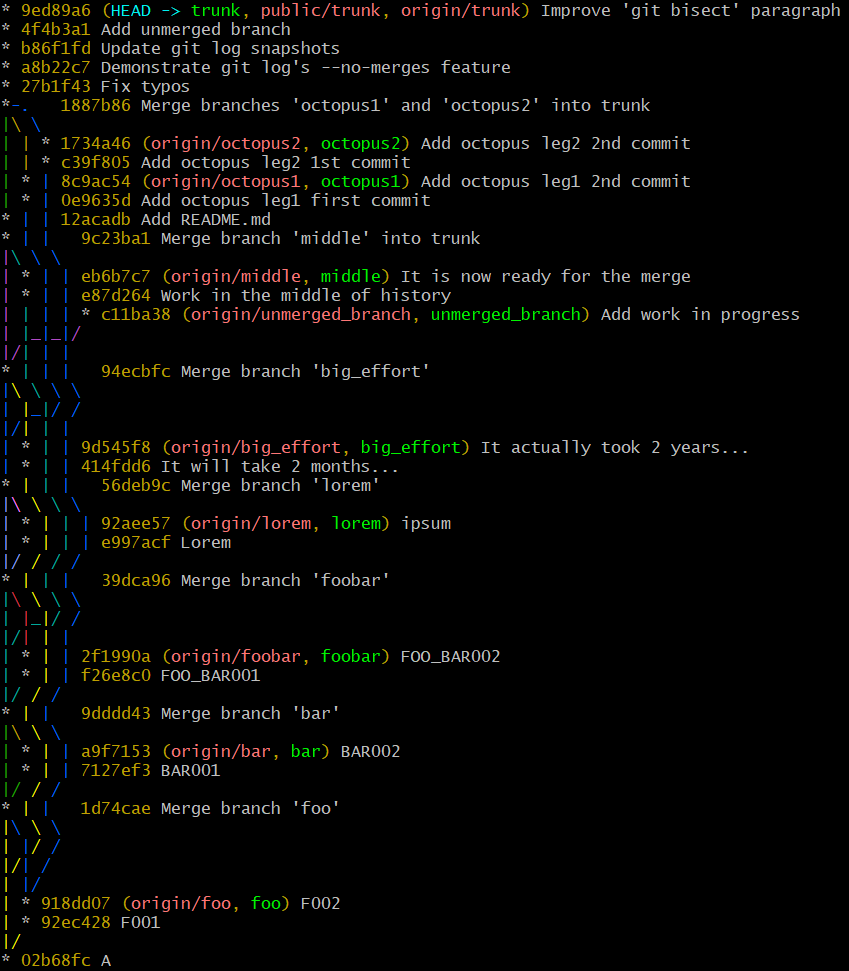 * 9ed89a6 (HEAD -> trunk, public/trunk, origin/trunk) Improve 'git bisect' paragraph
* 4f4b3a1 Add unmerged branch
* b86f1fd Update git log snapshots
* a8b22c7 Demonstrate git log's --no-merges feature
* 27b1f43 Fix typos
*-.   1887b86 Merge branches 'octopus1' and 'octopus2' into trunk
|\ \
| | * 1734a46 (origin/octopus2, octopus2) Add octopus leg2 2nd commit
| | * c39f805 Add octopus leg2 1st commit
| * | 8c9ac54 (origin/octopus1, octopus1) Add octopus leg1 2nd commit
| * | 0e9635d Add octopus leg1 first commit
* | | 12acadb Add README.md
* | |   9c23ba1 Merge branch 'middle' into trunk
|\ \ \
| * | | eb6b7c7 (origin/middle, middle) It is now ready for the merge
| * | | e87d264 Work in the middle of history
| | | | * c11ba38 (origin/unmerged_branch, unmerged_branch) Add work in progress
| |_|_|/
|/| | |
* | | |   94ecbfc Merge branch 'big_effort'
|\ \ \ \
| |_|/ /
|/| | |
| * | | 9d545f8 (origin/big_effort, big_effort) It actually took 2 years...
| * | | 414fdd6 It will take 2 months...
* | | |   56deb9c Merge branch 'lorem'
|\ \ \ \
| * | | | 92aee57 (origin/lorem, lorem) ipsum
| * | | | e997acf Lorem
|/ / / /
* | | |   39dca96 Merge branch 'foobar'
|\ \ \ \
| |_|/ /
|/| | |
| * | | 2f1990a (origin/foobar, foobar) FOO_BAR002
| * | | f26e8c0 FOO_BAR001
|/ / /
* | |   9dddd43 Merge branch 'bar'
|\ \ \
| * | | a9f7153 (origin/bar, bar) BAR002
| * | | 7127ef3 BAR001
|/ / /
* | |   1d74cae Merge branch 'foo'
|\ \ \
| |/ /
|/| /
| |/
| * 918dd07 (origin/foo, foo) F002
| * 92ec428 F001
|/
* 02b68fc A